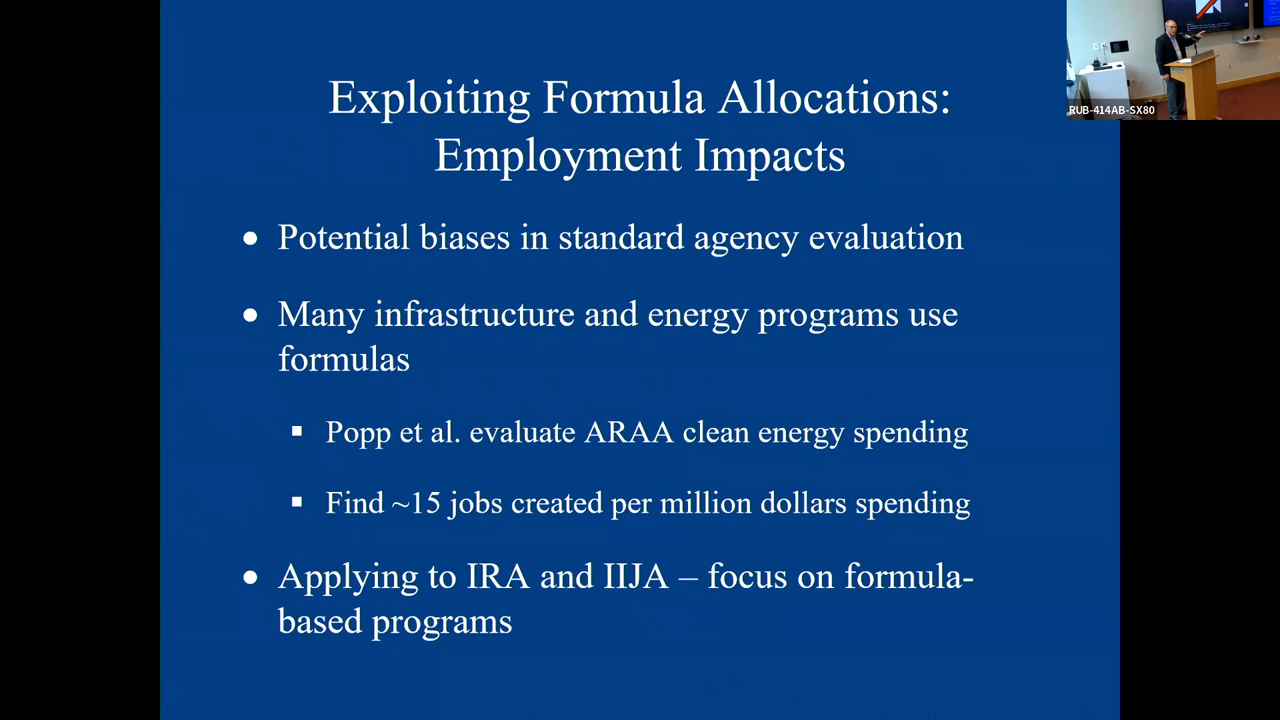 Exploiting Formula Allocations:
Employment Impacts
RUB-414AB-SX80
• Potential biases in standard agency evaluation
• Many infrastructure and energy programs use
formulas
▪ Popp et al. evaluate ARAA clean energy spending
▪ Find ~15 jobs created per million dollars spending
• Applying to IRA and IIJA – focus on formula-
based programs